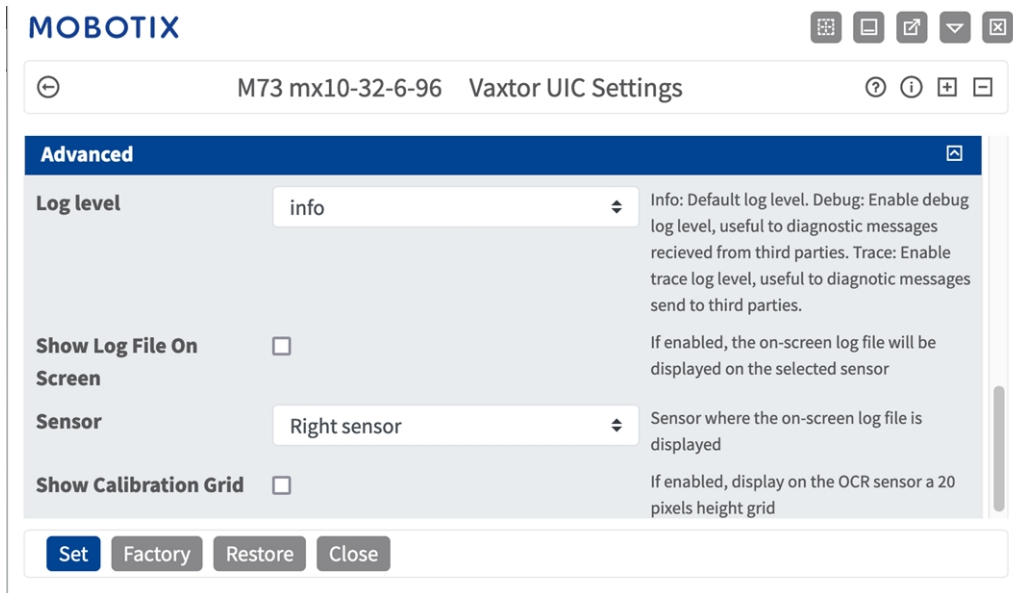 MOBOTIX
M73 mx10-32-6-96 Vaxtor UIC Settings
Advanced
Log level
info
Info: Default log level. Debug: Enable debug
log level, useful to diagnostic messages
recieved from third parties. Trace: Enable
trace log level, useful to diagnotic messages
send to third parties.
Show Log File On
Screen
If enabled, the on-screen log file will be
displayed on the selected sensor
Sensor
Right sensor
Sensor where the on-screen log file is
displayed
Show Calibration Grid
If enabled, display on the OCR sensor a 20
pixels height grid
Set Factory Restore Close